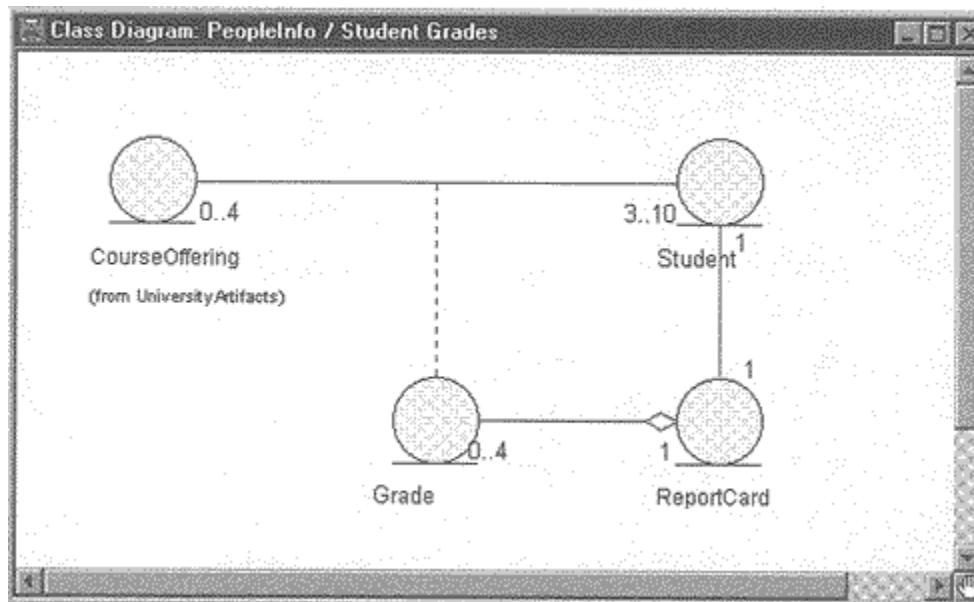 Class Diagram: PeopleInfo / Student Grades
0..4
3..10
CourseOffering
Student
1
(from UniversityArtifacts)
1
0..4
1
Grade
ReportCard